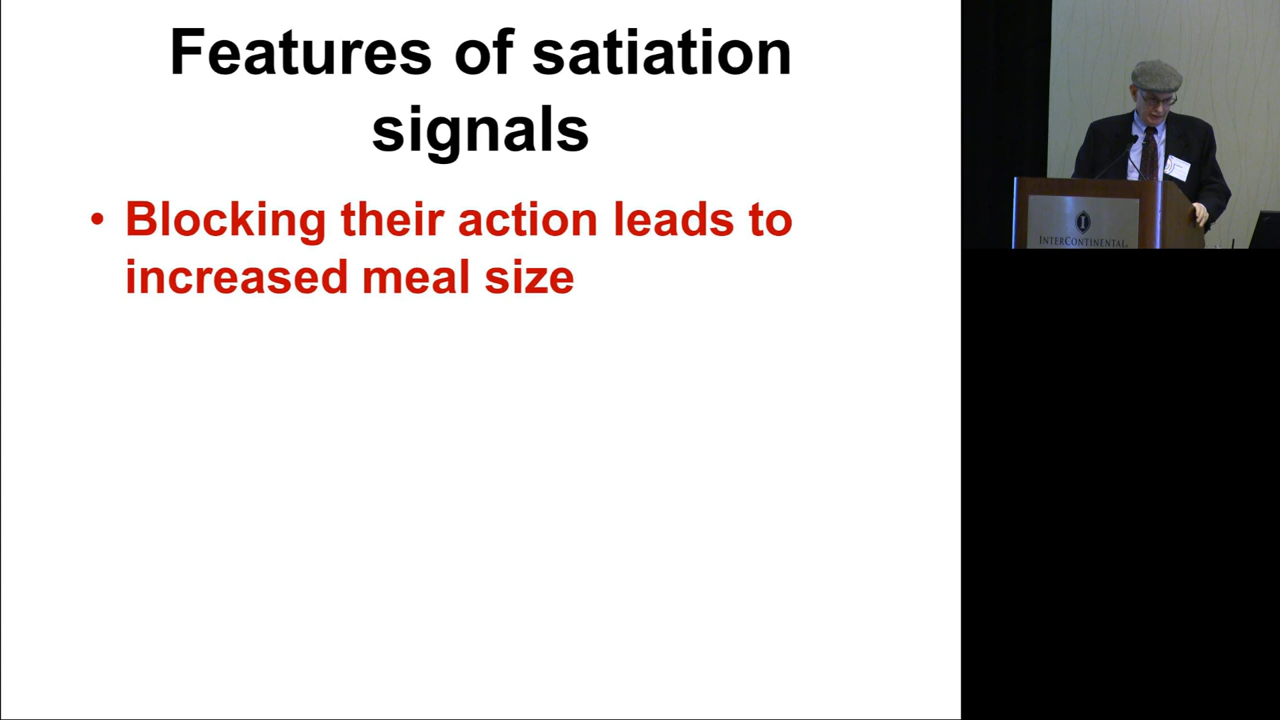 Features of satiation
signals
• Blocking their action leads to
increased meal size
I
INTERCONTINENTAL